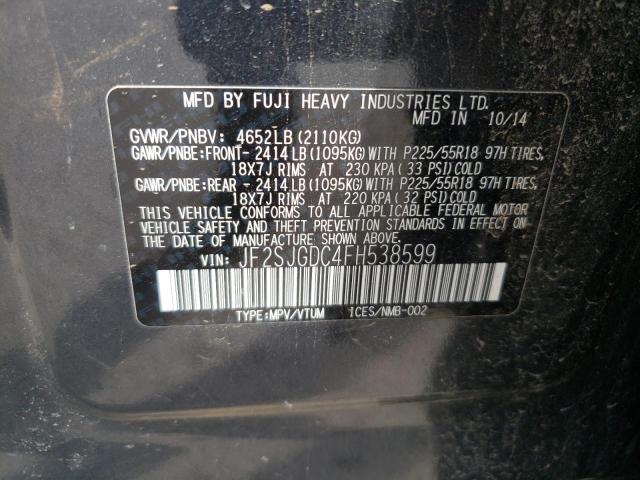 MFD BY FUJI HEAVY INDUSTRIES LTD.
MFD IN 10/14
GVWR/PNBV: 4652LB(2110KG)
GAWR/PNBE:FRONT- 2414LB(1095KG)WITH P225/55R18 97H TIRES,
18X7J RIMS AT 230 KPA( 33 PSI)COLD
GAWR/PNBE:REAR - 2414LB(1095KG)WITH P225/55R18 97H TIRES,
18X7J RIMS AT 220 KPA( 32 PSI)COLD
THIS VEHICLE CONFORMS TO ALL APPLICABLE FEDERAL MOTOR
VEHICLE SAFETY AND THEFT PREVENTION STANDARDS IN EFFECT ON
THE DATE OF MANUFACTURE SHOWN ABOVE.
VIN: JF2SJGDC4FH538599
TYPE:MPV/VTUM ICES/NMB-002